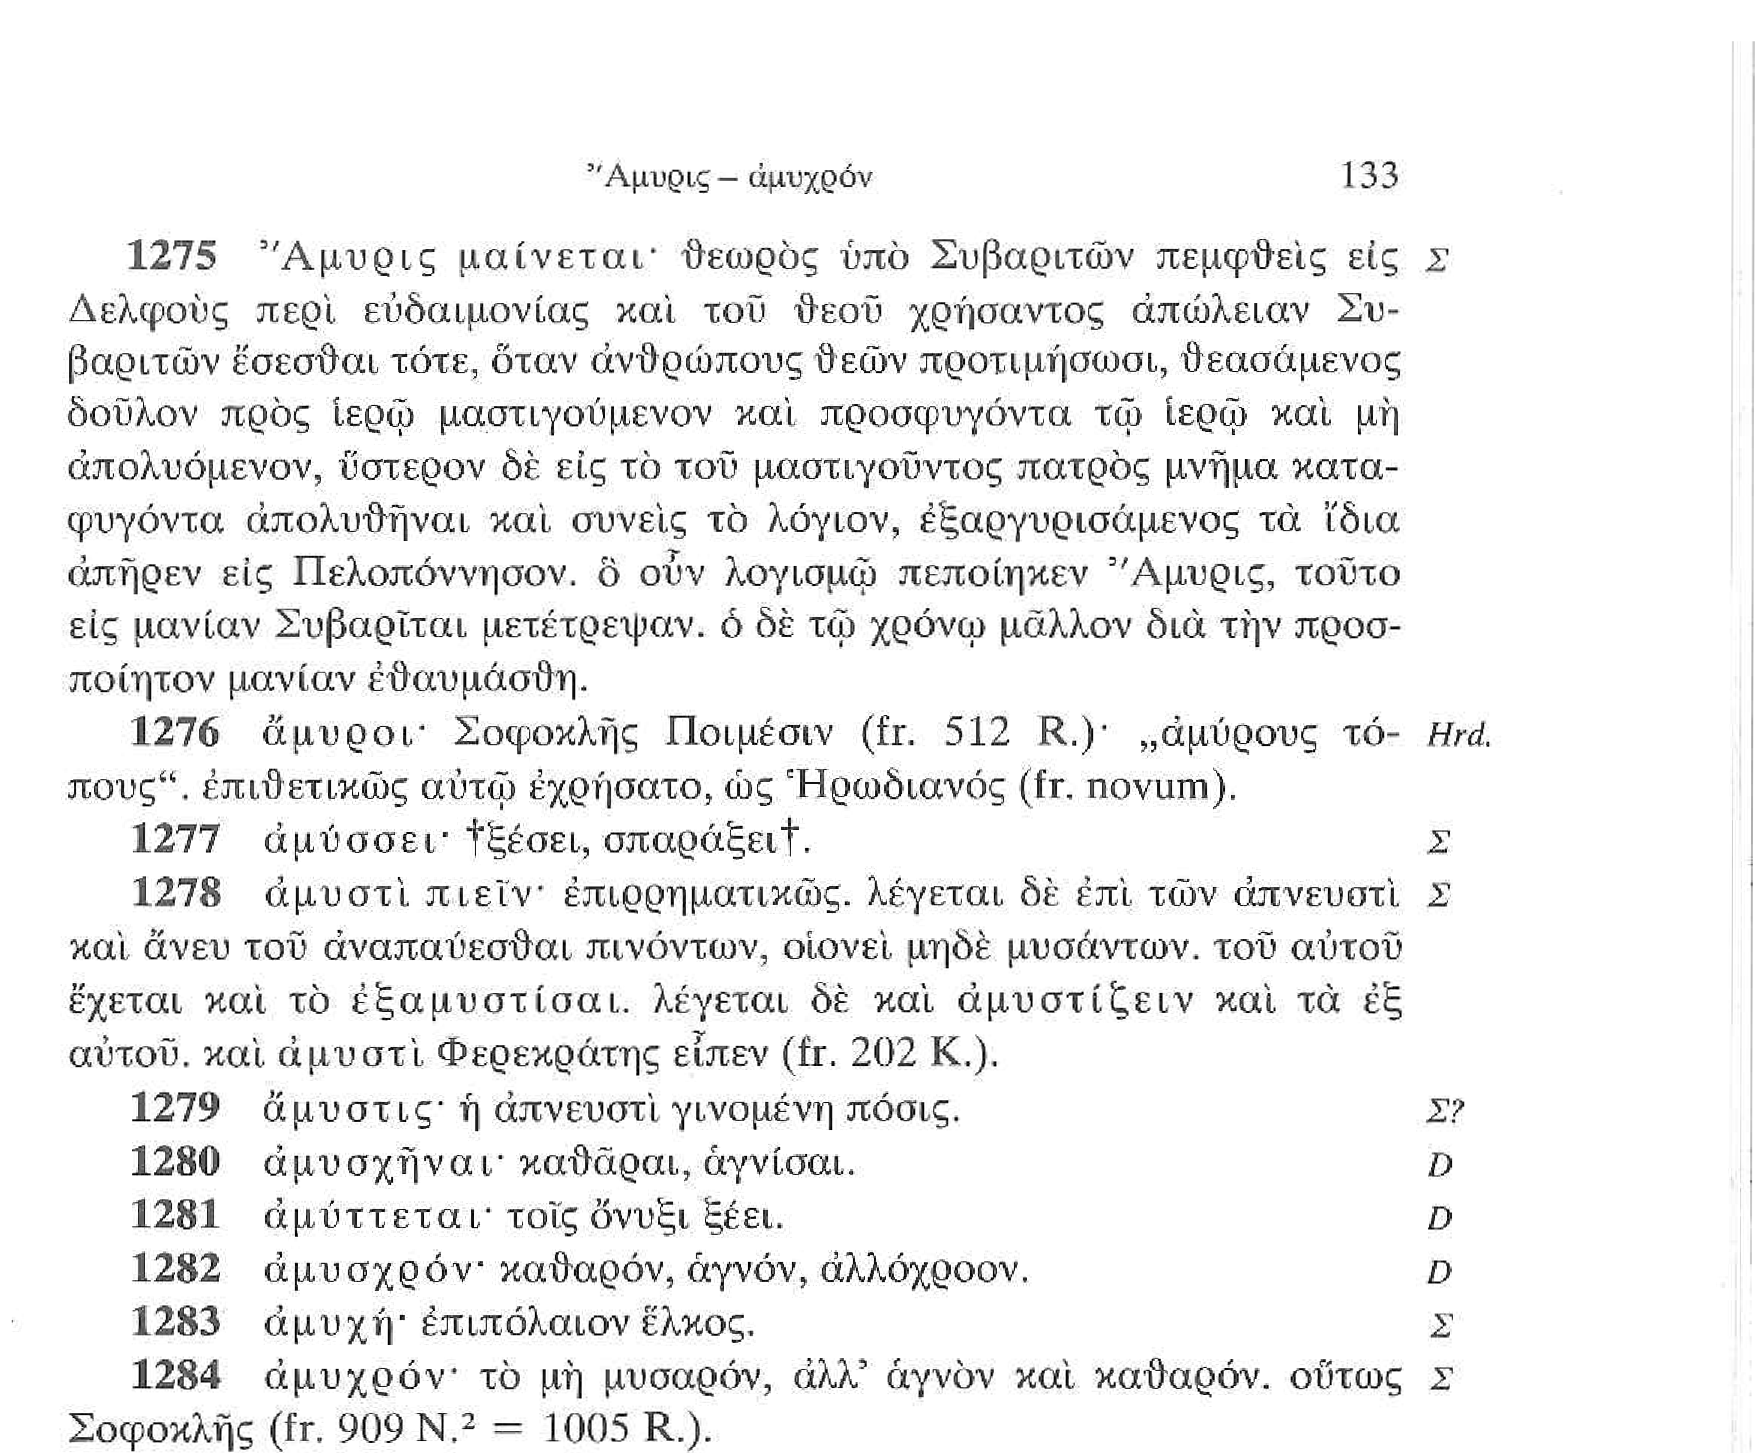 Ἄμυρις – ἀμυχρόν 133
1275 Ἄμυρις μαίνεται· θεωρὸς ὑπὸ Συβαριτῶν πεμφθεὶς εἰς Σ
Δελφοὺς περὶ εὐδαιμονίας καὶ τοῦ θεοῦ χρήσαντος ἀπώλειαν Συ-
βαριτῶν ἔσεσθαι τότε, ὅταν ἀνθρώπους θεῶν προτιμήσωσι, θεασάμενος
δοῦλον πρὸς ἱερῷ μαστιγούμενον καὶ προσφυγόντα τῷ ἱερῷ καὶ μὴ
ἀπολυόμενον, ὕστερον δὲ εἰς τὸ τοῦ μαστιγοῦντος πατρὸς μνῆμα κατα-
φυγόντα ἀπολυθῆναι καὶ συνεὶς τὸ λόγιον, ἐξαργυρισάμενος τὰ ἴδια
ἀπῆρεν εἰς Πελοπόννησον. ὃ οὖν λογισμῷ πεποίηκεν Ἄμυρις, τοῦτο
εἰς μανίαν Συβαρῖται μετέτρεψαν. ὁ δὲ τῷ χρόνῳ μᾶλλον διὰ τὴν προσ-
ποίητον μανίαν ἐθαυμάσθη.
1276 ἄμυροι· Σοφοκλῆς Ποιμέσιν (fr. 512 R.)· „ἀμύρους τό- Hrd.
πους“. ἐπιθετικῶς αὐτῷ ἐχρήσατο, ὡς Ἡρωδιανός (fr. novum).
1277 ἀμύσσει· †ξέσει, σπαράξει†. Σ
1278 ἀμυστὶ πιεῖν· ἐπιρρηματικῶς. λέγεται δὲ ἐπὶ τῶν ἀπνευστὶ Σ
καὶ ἄνευ τοῦ ἀναπαύεσθαι πινόντων, οἱονεὶ μηδὲ μυσάντων. τοῦ αὐτοῦ
ἔχεται καὶ τὸ ἐξαμυστίσαι. λέγεται δὲ καὶ ἀμυστίζειν καὶ τὰ ἐξ
αὐτοῦ. καὶ ἀμυστὶ Φερεκράτης εἶπεν (fr. 202 K.).
1279 ἄμυστις· ἡ ἀπνευστὶ γινομένη πόσις. Σ?
1280 ἀμυσχῆναι· καθᾶραι, ἁγνίσαι. D
1281 ἀμύττεται· τοῖς ὄνυξι ξέει. D
1282 ἀμυσχρόν· καθαρόν, ἁγνόν, ἀλλόχροον. D
1283 ἀμυχή· ἐπιπόλαιον ἕλκος. Σ
1284 ἀμυχρόν· τὸ μὴ μυσαρόν, ἀλλ’ ἁγνὸν καὶ καθαρόν. οὕτως Σ
Σοφοκλῆς (fr. 909 N.² = 1005 R.).